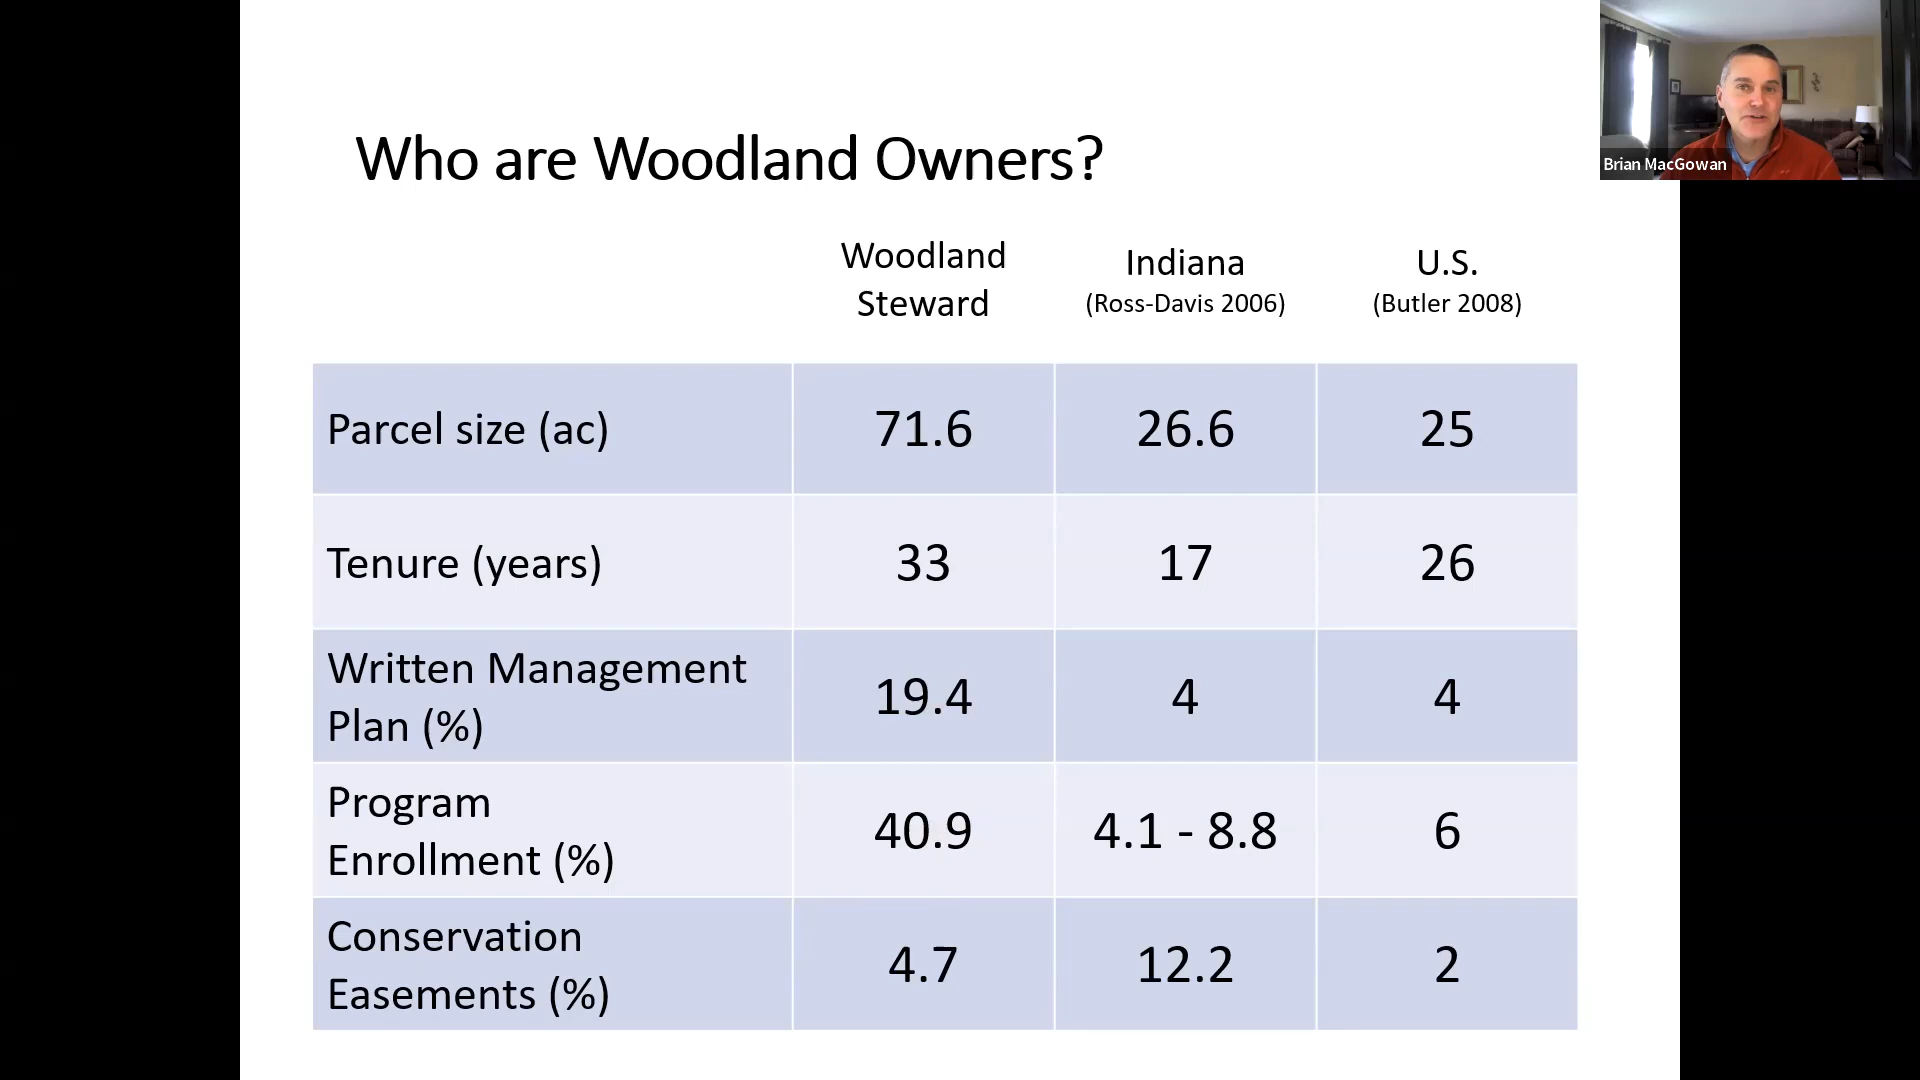 Who are Woodland Owners?
Brian MacGowan
Woodland
Steward
Indiana
(Ross-Davis 2006)
U.S.
(Butler 2008)
Parcel size (ac) 71.6 26.6 25
Tenure (years) 33 17 26
Written Management
Plan (%) 19.4 4 4
Program
Enrollment (%) 40.9 4.1 - 8.8 6
Conservation
Easements (%) 4.7 12.2 2